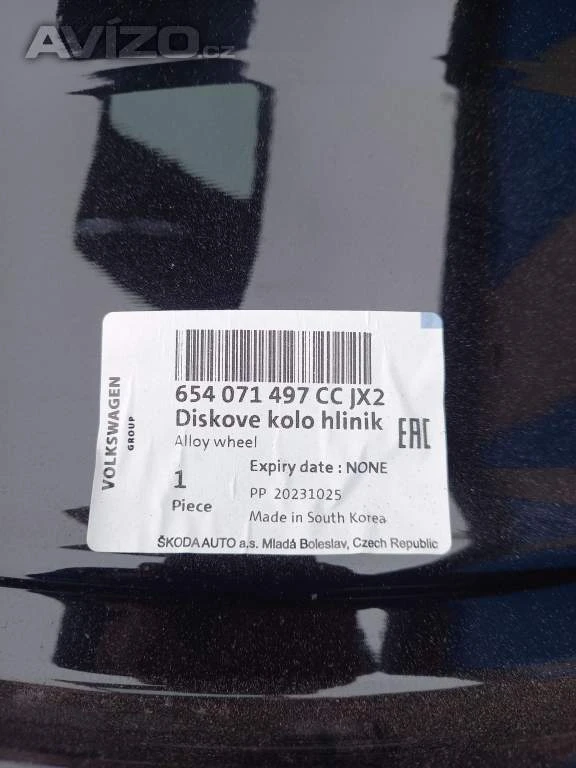 AVÍZO.cz
VOLKSWAGEN
GROUP
654 071 497 CC JX2
Diskove kolo hlinik
Alloy wheel
EAC
1
Piece
Expiry date : NONE
PP 20231025
Made in South Korea
ŠKODA AUTO a.s. Mladá Boleslav, Czech Republic